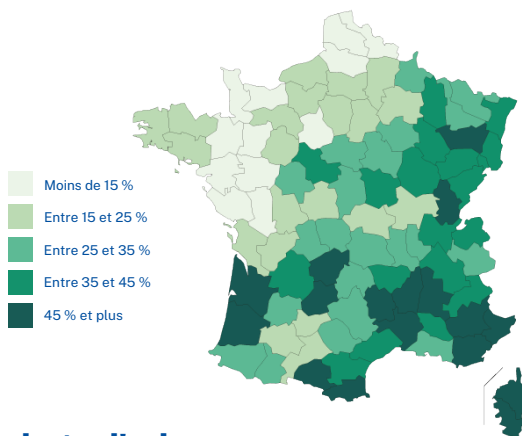 Moins de 15 %
Entre 15 et 25 %
Entre 25 et 35 %
Entre 35 et 45 %
45 % et plus